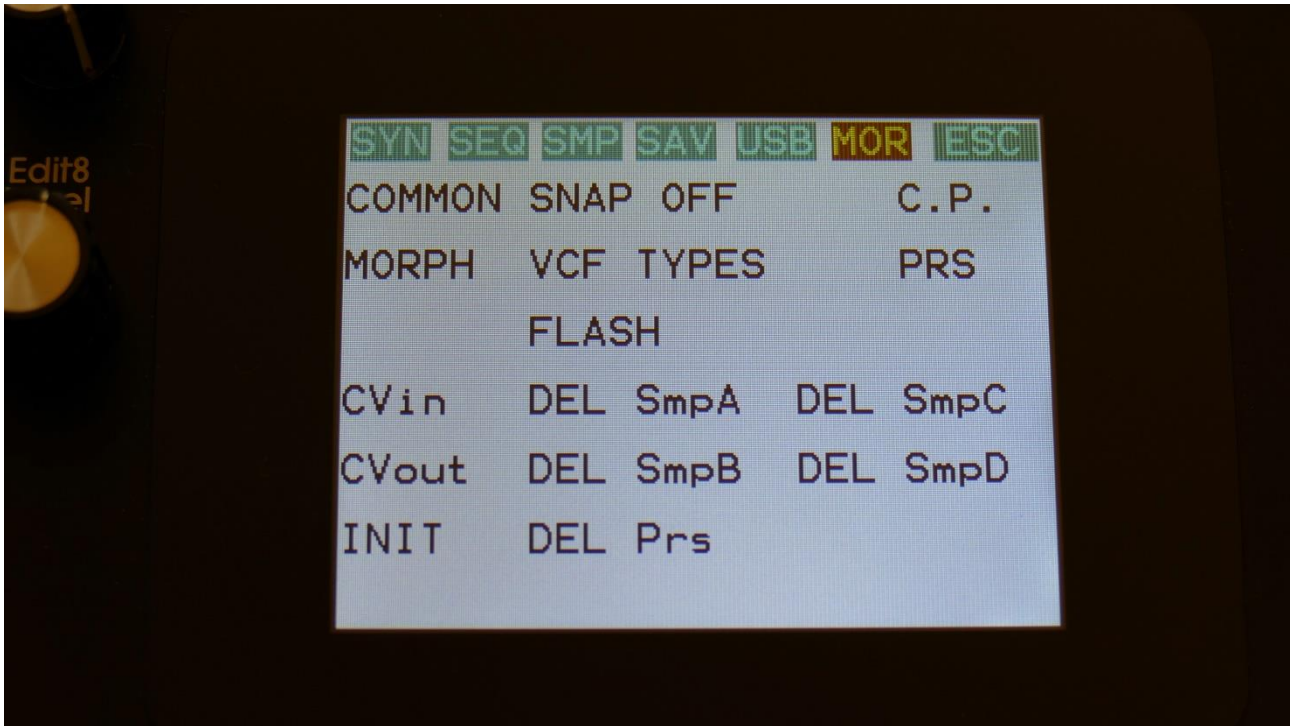 SYN SEQ SMP SAV USB MOR ESC
Edit8
COMMON SNAP OFF C.P.
MORPH VCF TYPES PRS
FLASH
CVin DEL SmpA DEL SmpC
CVout DEL SmpB DEL SmpD
INIT DEL Prs